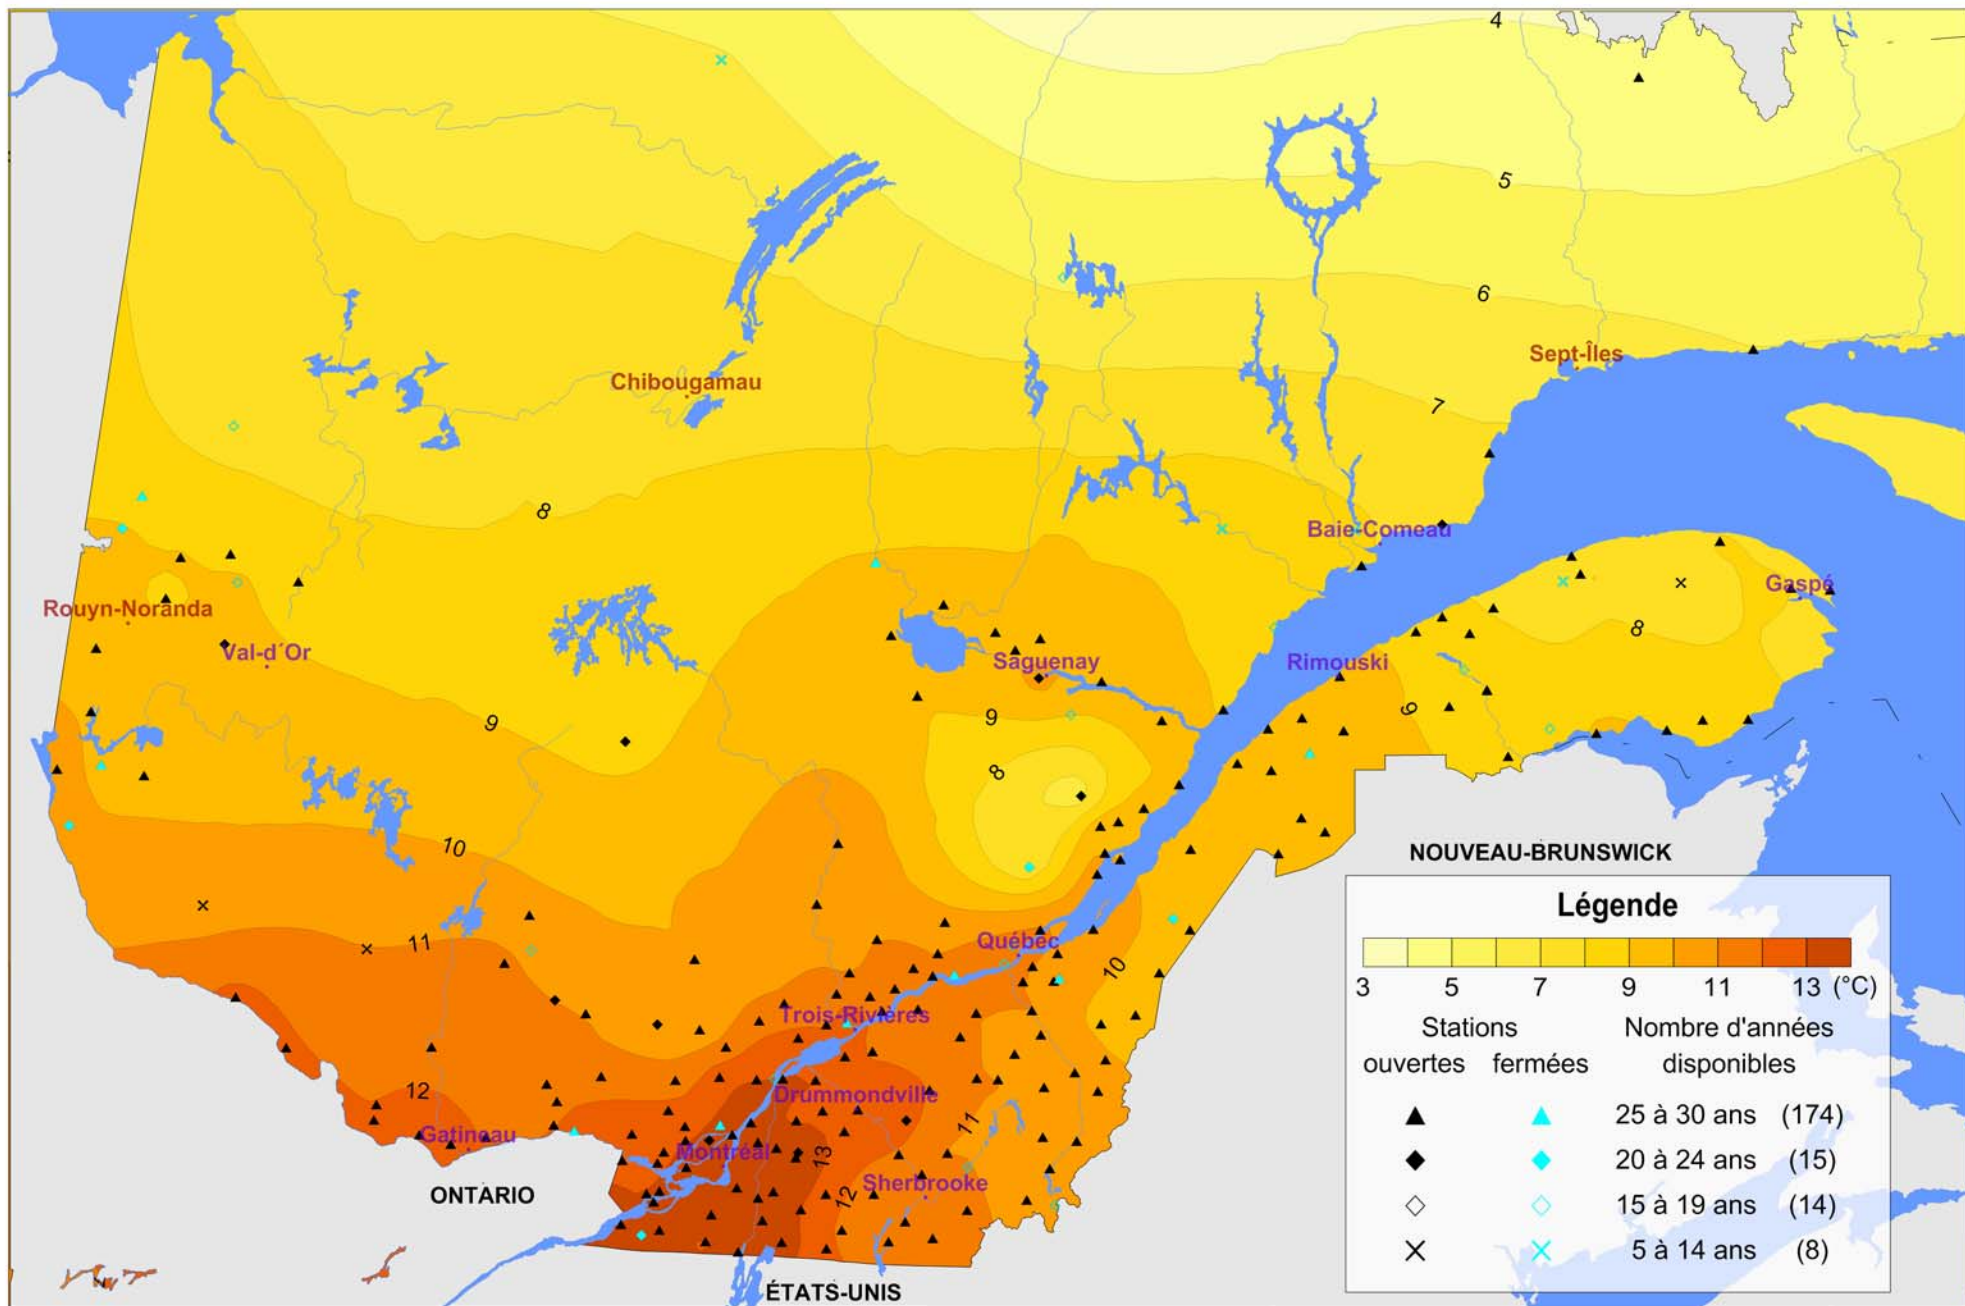 4
5
6
Sept-Îles
Chibougamau
7
8
Baie-Comeau
Gaspé
Rouyn-Noranda
8
Val-d´Or
Saguenay
Rimouski
9
9
9
8
10
NOUVEAU-BRUNSWICK
11
Québec
10
Trois-Rivières
12
Drummondville
11
Gatineau
Montréal
13
Sherbrooke
12
ONTARIO
ÉTATS-UNIS
Légende
3 5 7 9 11 13 (°C)
Stations Nombre d'années
ouvertes fermées disponibles
25 à 30 ans (174)
20 à 24 ans (15)
15 à 19 ans (14)
5 à 14 ans (8)